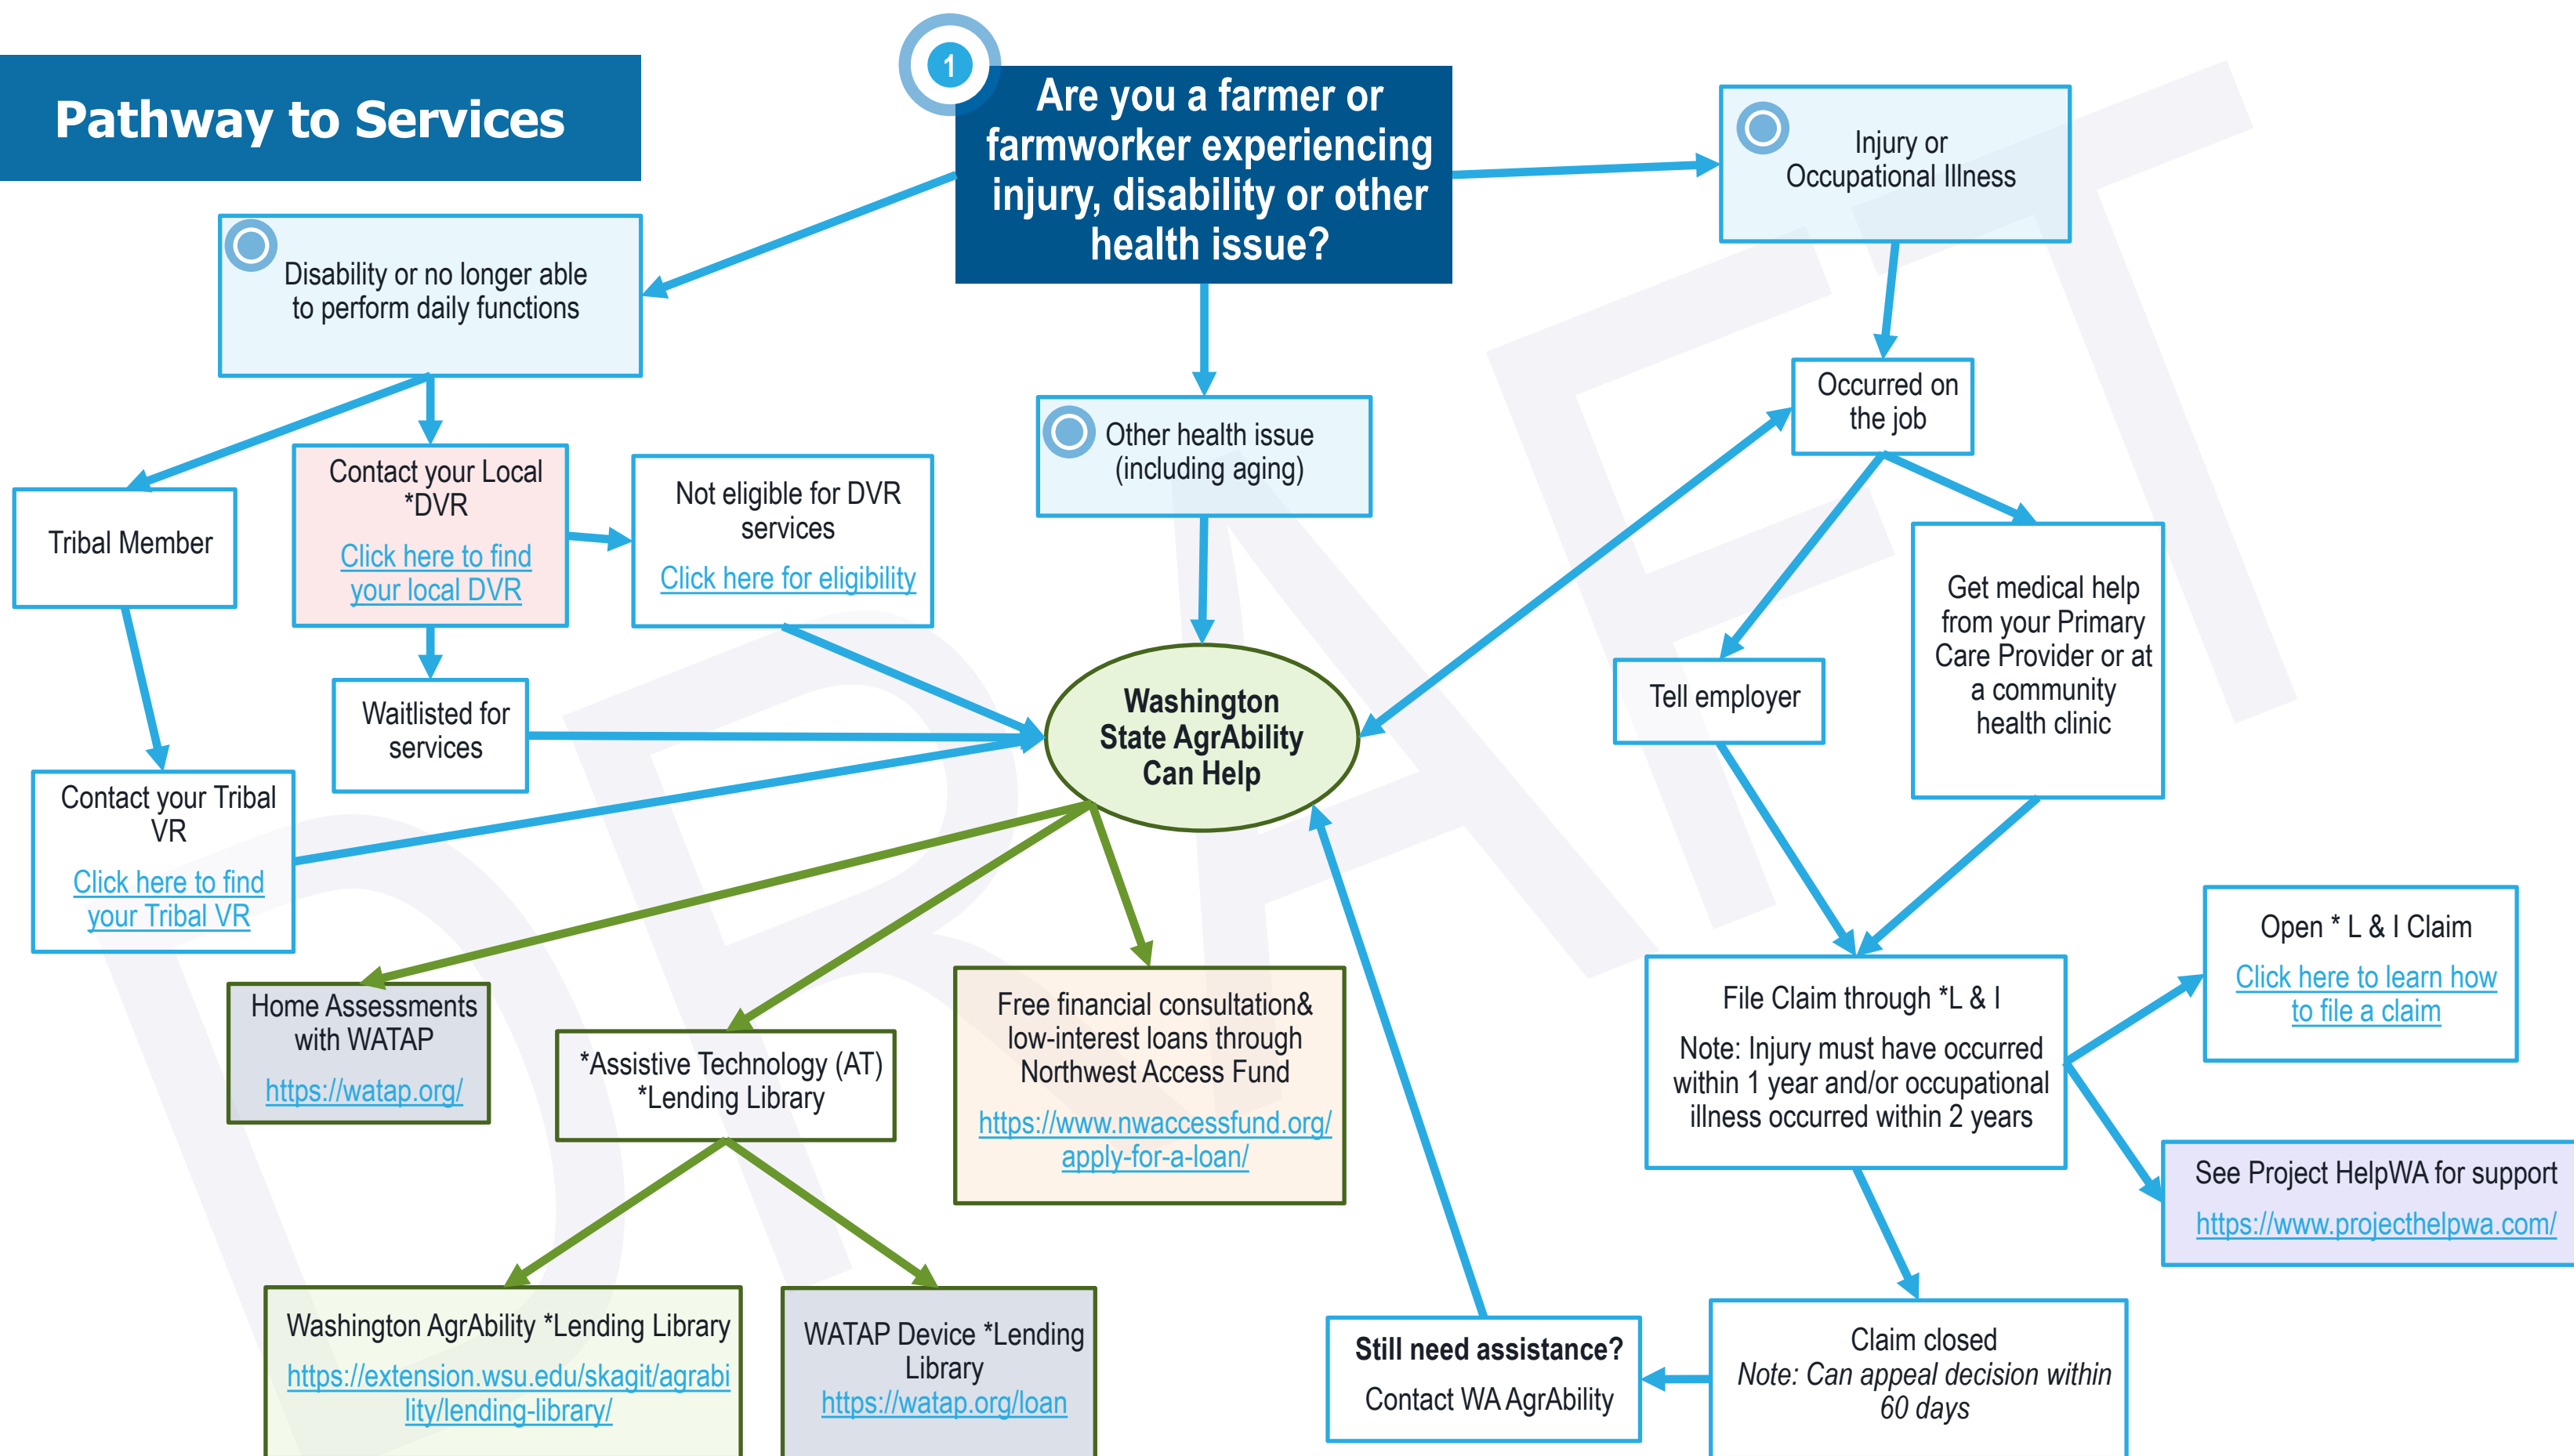 Pathway to Services
1
Are you a farmer or
farmworker experiencing
injury, disability or other
health issue?
Injury or
Occupational Illness
Disability or no longer able
to perform daily functions
Other health issue
(including aging)
Occurred on
the job
Tribal Member
Contact your Local
*DVR
Click here to find
your local DVR
Not eligible for DVR
services
Click here for eligibility
Get medical help
from your Primary
Care Provider or at
a community
health clinic
Tell employer
Waitlisted for
services
Washington
State AgrAbility
Can Help
Contact your Tribal
VR
Click here to find
your Tribal VR
Home Assessments
with WATAP
https://watap.org/
*Assistive Technology (AT)
*Lending Library
Free financial consultation&
low-interest loans through
Northwest Access Fund
https://www.nwaccessfund.org/
apply-for-a-loan/
File Claim through *L & I
Note: Injury must have occurred
within 1 year and/or occupational
illness occurred within 2 years
Open * L & I Claim
Click here to learn how
to file a claim
See Project HelpWA for support
https://www.projecthelpwa.com/
Washington AgrAbility *Lending Library
https://extension.wsu.edu/skagit/agrabi
lity/lending-library/
WATAP Device *Lending
Library
https://watap.org/loan
Still need assistance?
Contact WA AgrAbility
Claim closed
Note: Can appeal decision within
60 days
DRAFT